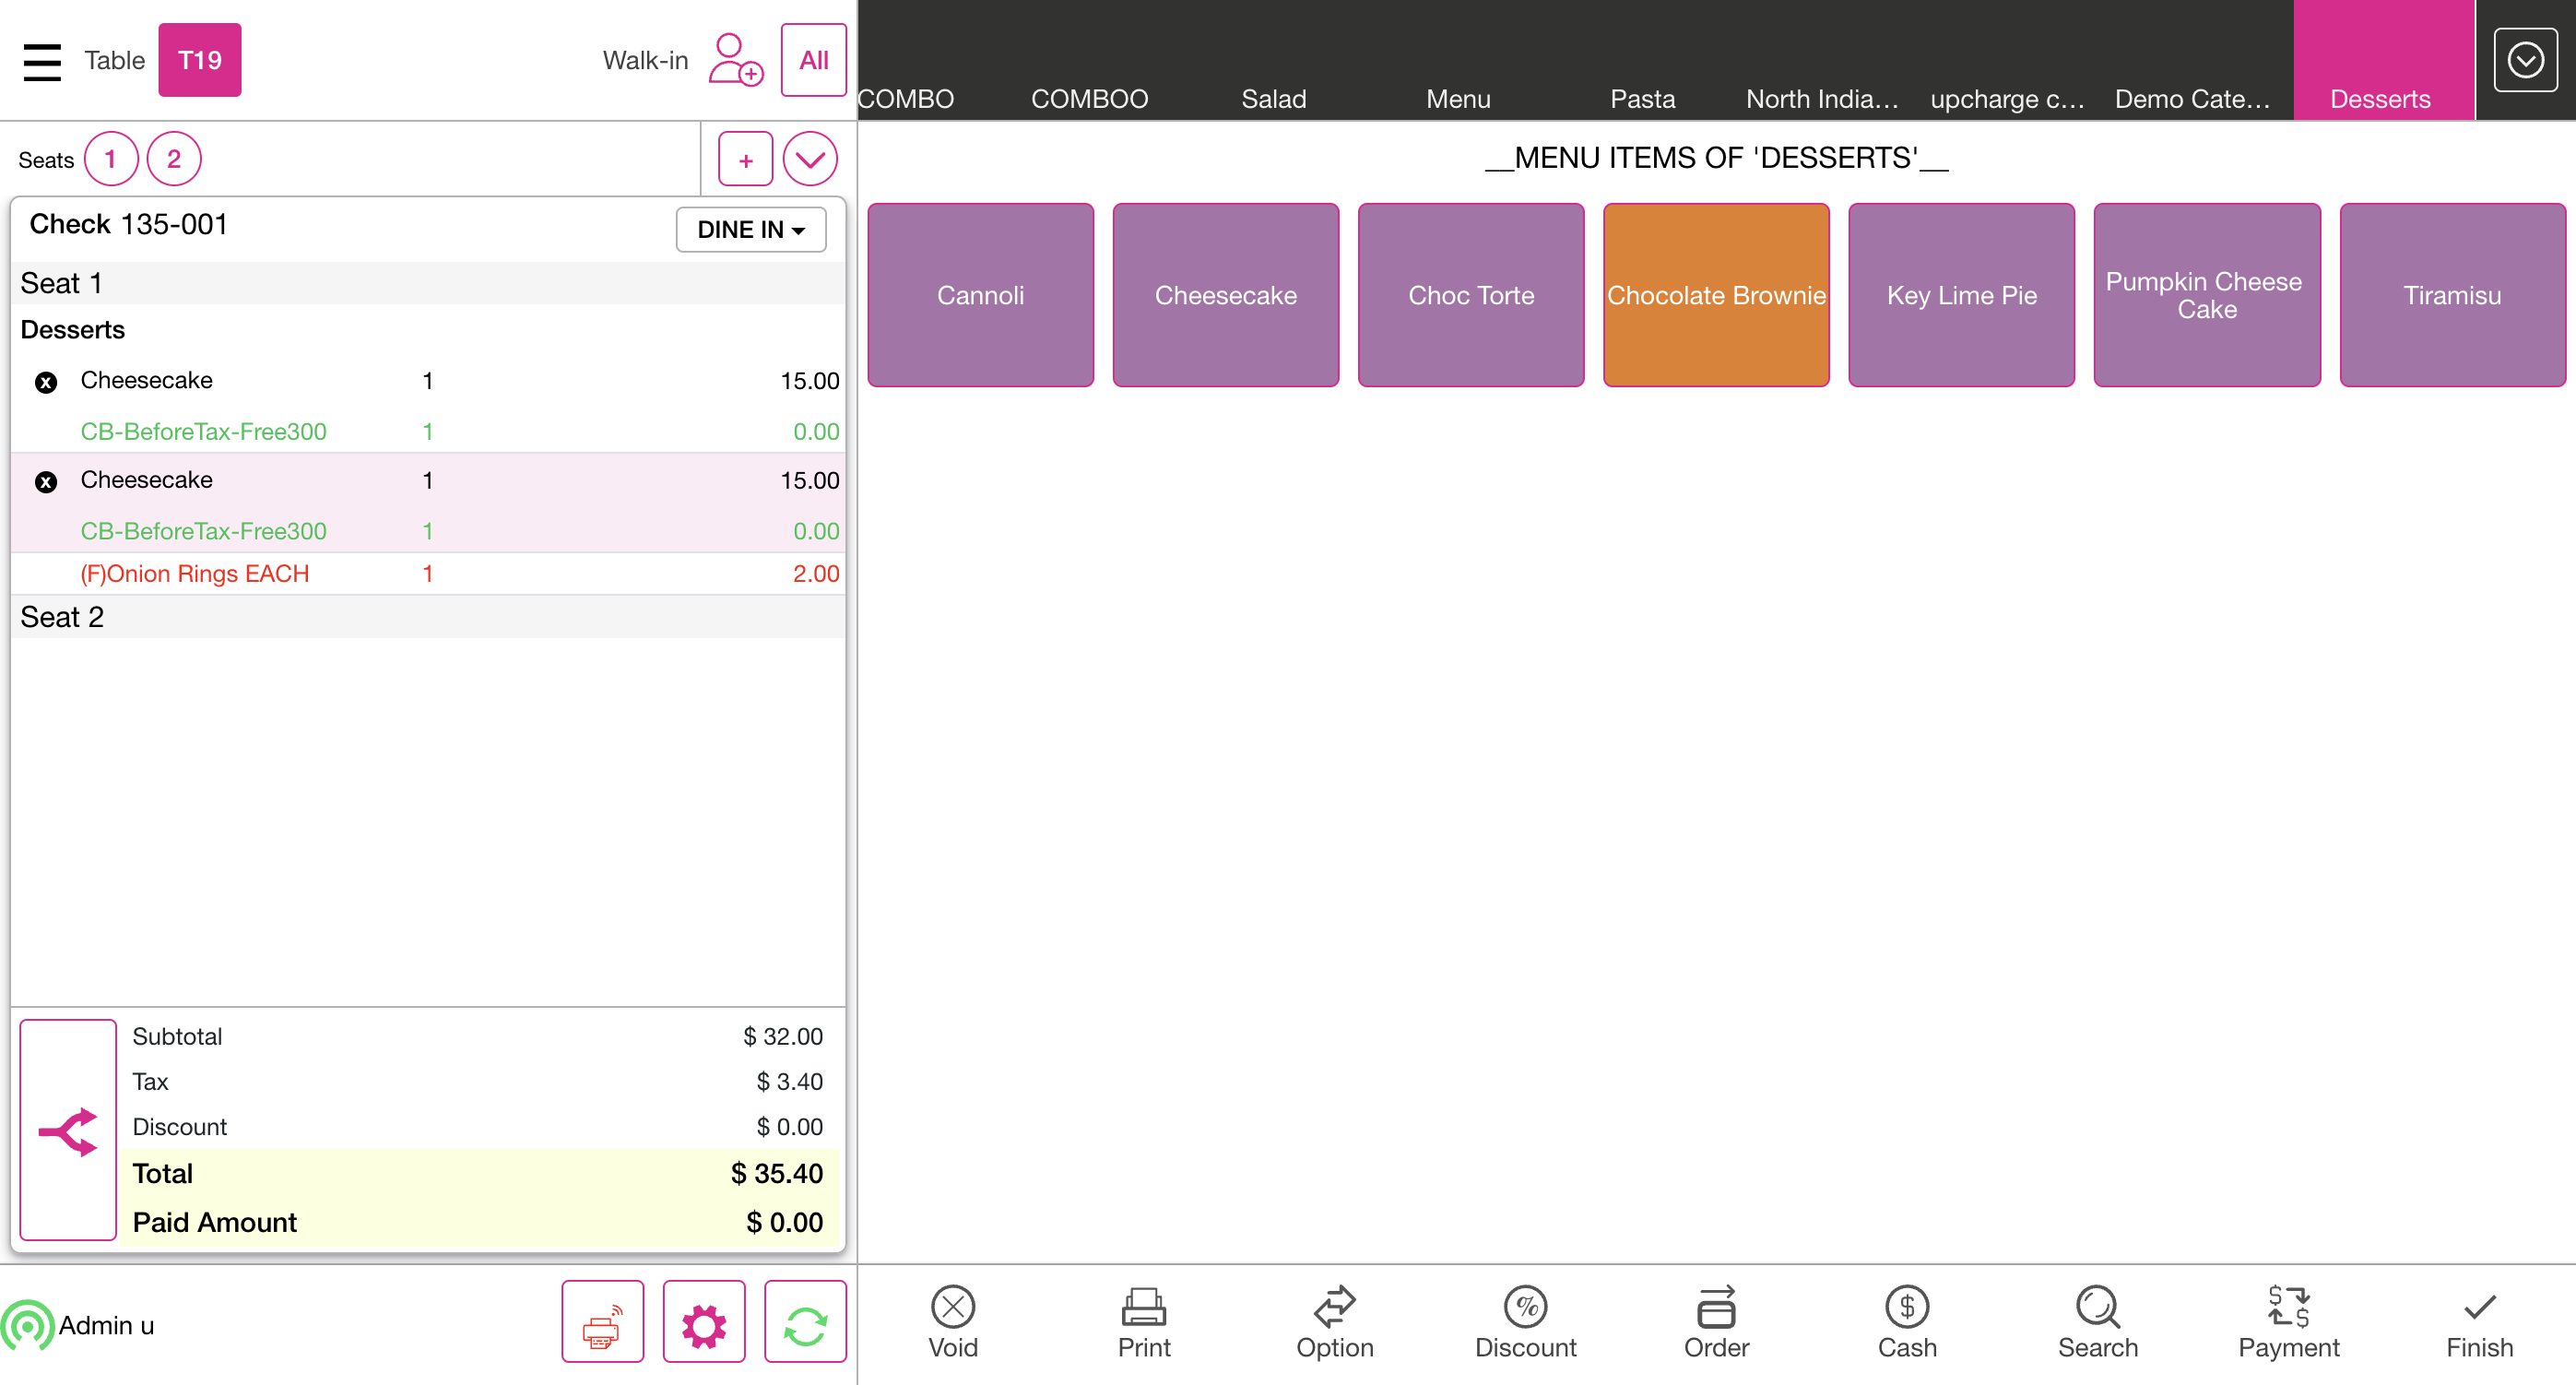 Table T19 Walk-in All
COMBO COMBOO Salad Menu Pasta North India... upcharge c... Demo Cate... Desserts
Seats 1 2 +
Check 135-001 DINE IN
Seat 1
Desserts
x Cheesecake 1 15.00
CB-BeforeTax-Free300 1 0.00
x Cheesecake 1 15.00
CB-BeforeTax-Free300 1 0.00
(F)Onion Rings EACH 1 2.00
Seat 2
Subtotal $ 32.00
Tax $ 3.40
Discount $ 0.00
Total $ 35.40
Paid Amount $ 0.00
Admin u
__MENU ITEMS OF 'DESSERTS'__
Cannoli
Cheesecake
Choc Torte
Chocolate Brownie
Key Lime Pie
Pumpkin Cheese
Cake
Tiramisu
Void Print Option Discount Order Cash Search Payment Finish